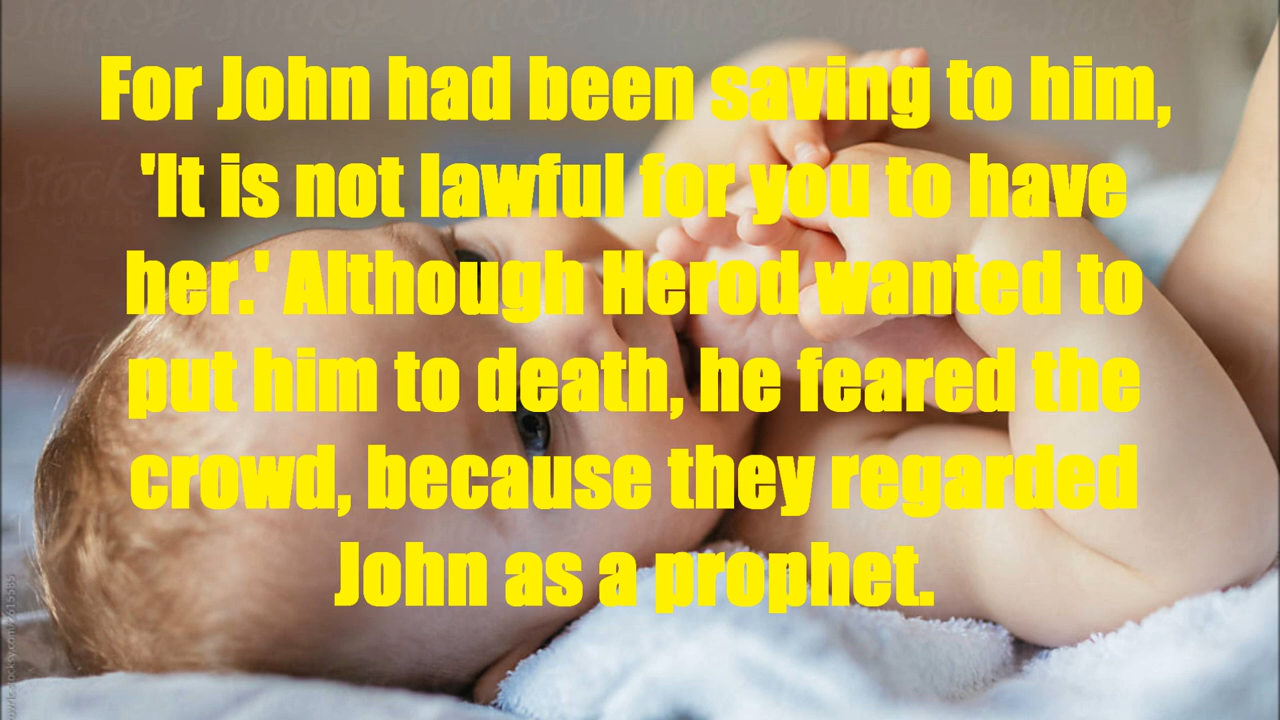 For John had been saving to him,
'It is not lawful for you to have
her.' Although Herod wanted to
put him to death, he feared the
crowd, because they regarded
John as a prophet.